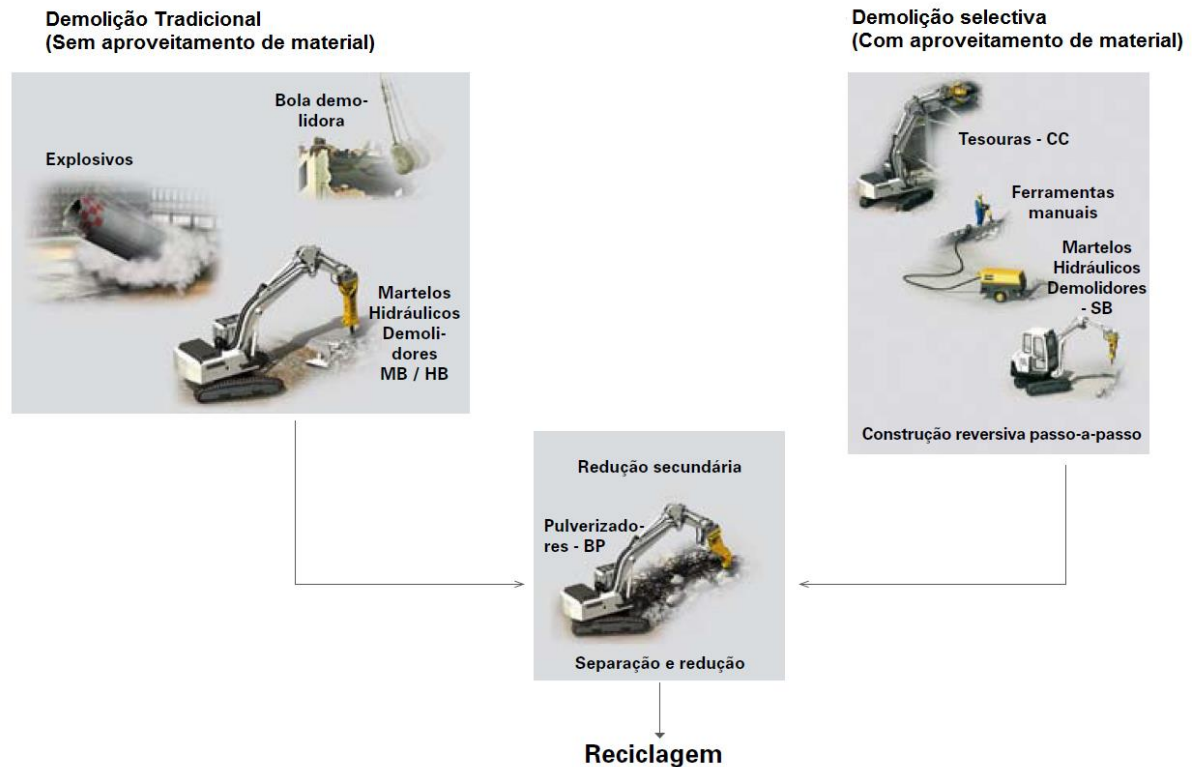 Demolição Tradicional
(Sem aproveitamento de material)
Bola demo-
lidora
Explosivos
Martelos
Hidráulicos
Demoli-
dores
MB / HB
Demolição selectiva
(Com aproveitamento de material)
Tesouras - CC
Ferramentas
manuais
Martelos
Hidráulicos
Demolidores
- SB
Construção reversiva passo-a-passo
Redução secundária
Pulverizado-
res - BP
Separação e redução
Reciclagem